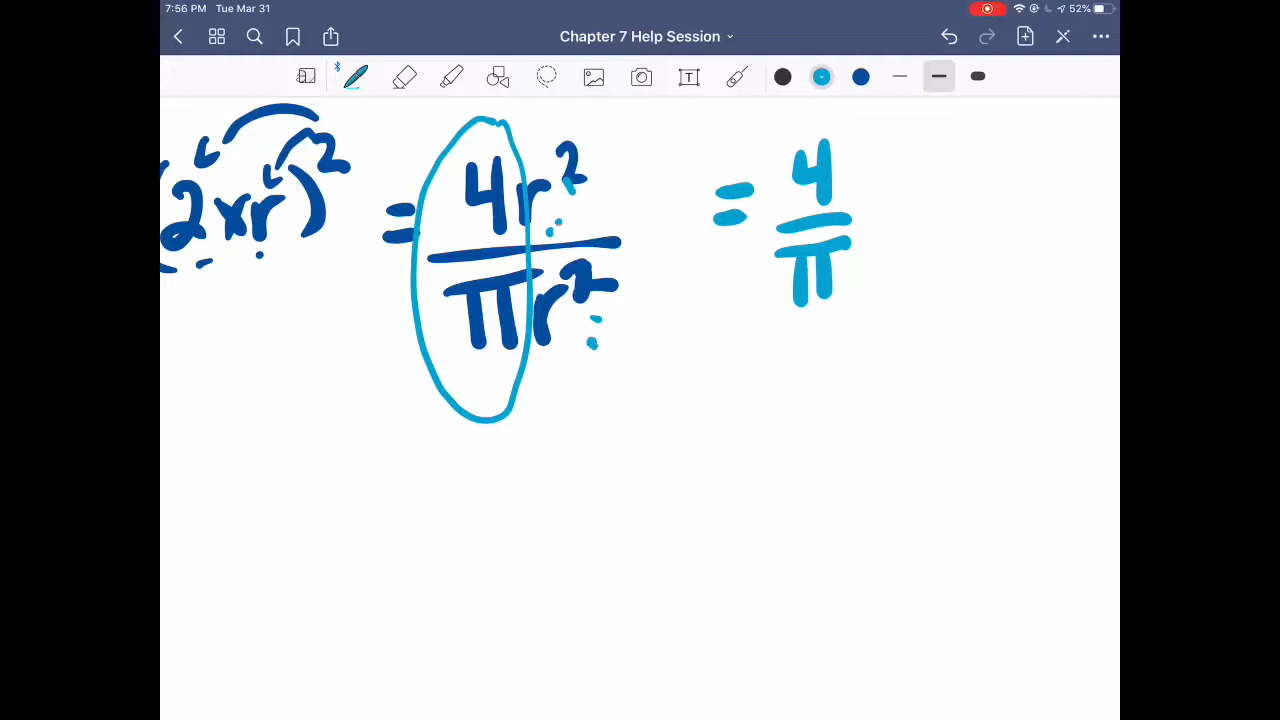 7:56 PM Tue Mar 31
52%
Chapter 7 Help Session
T
(2×r)² = 4r²/πr² = 4/π